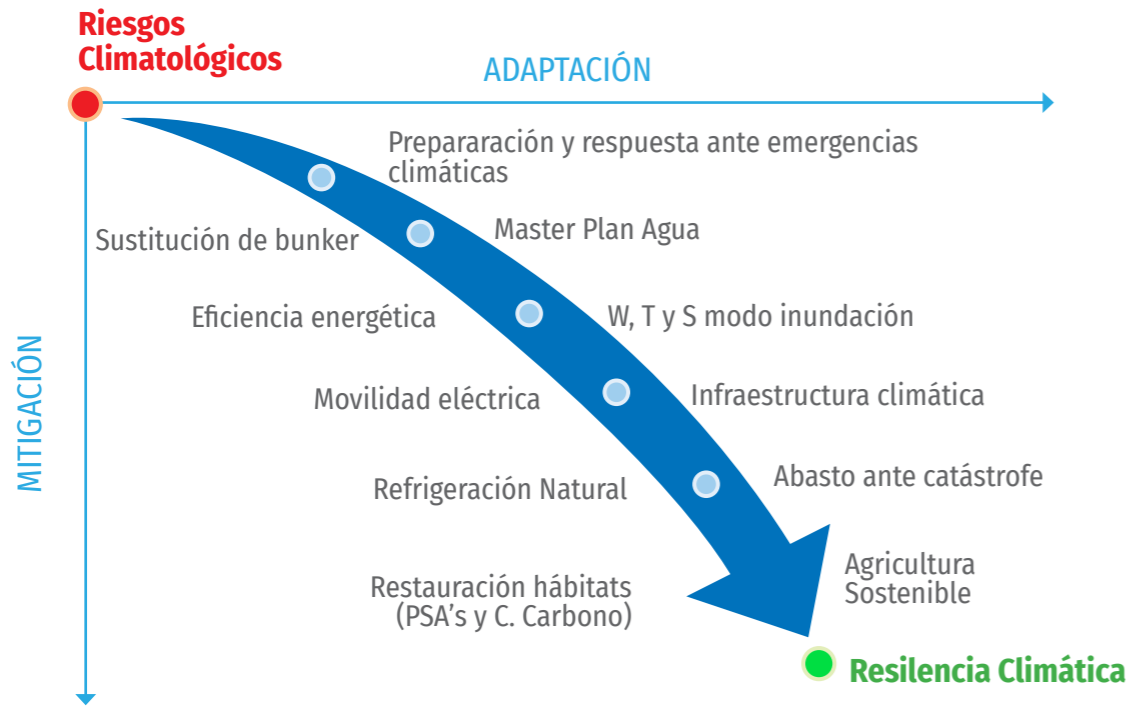 Riesgos
Climatológicos
ADAPTACIÓN
Prepararación y respuesta ante emergencias
climáticas
Sustitución de bunker
Master Plan Agua
Eficiencia energética
W, T y S modo inundación
MITIGACIÓN
Movilidad eléctrica
Infraestructura climática
Refrigeración Natural
Abasto ante catástrofe
Restauración hábitats
(PSA’s y C. Carbono)
Agricultura
Sostenible
Resilencia Climática